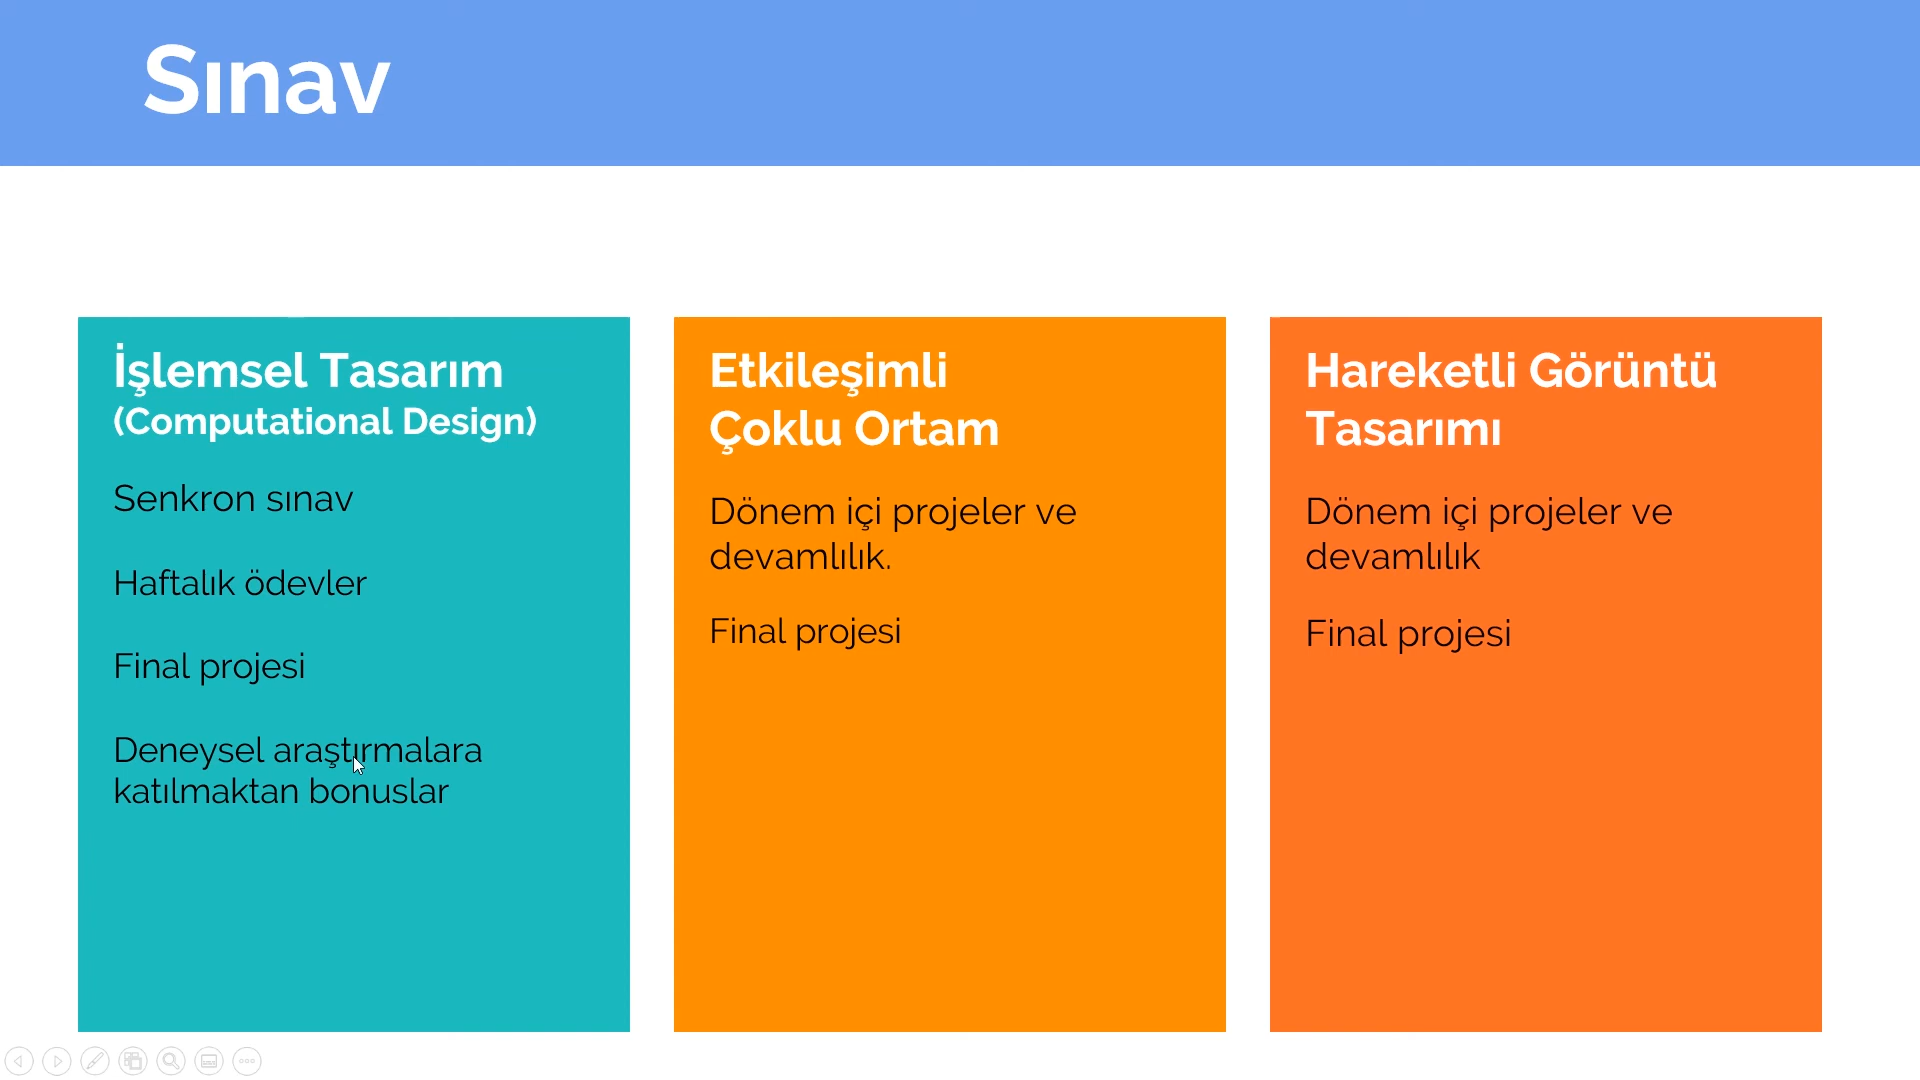 Sınav
İşlemsel Tasarım
(Computational Design)
Senkron sınav
Haftalık ödevler
Final projesi
Deneysel araştırmalara
katılmaktan bonuslar
Etkileşimli
Çoklu Ortam
Dönem içi projeler ve
devamlılık.
Final projesi
Hareketli Görüntü
Tasarımı
Dönem içi projeler ve
devamlılık
Final projesi